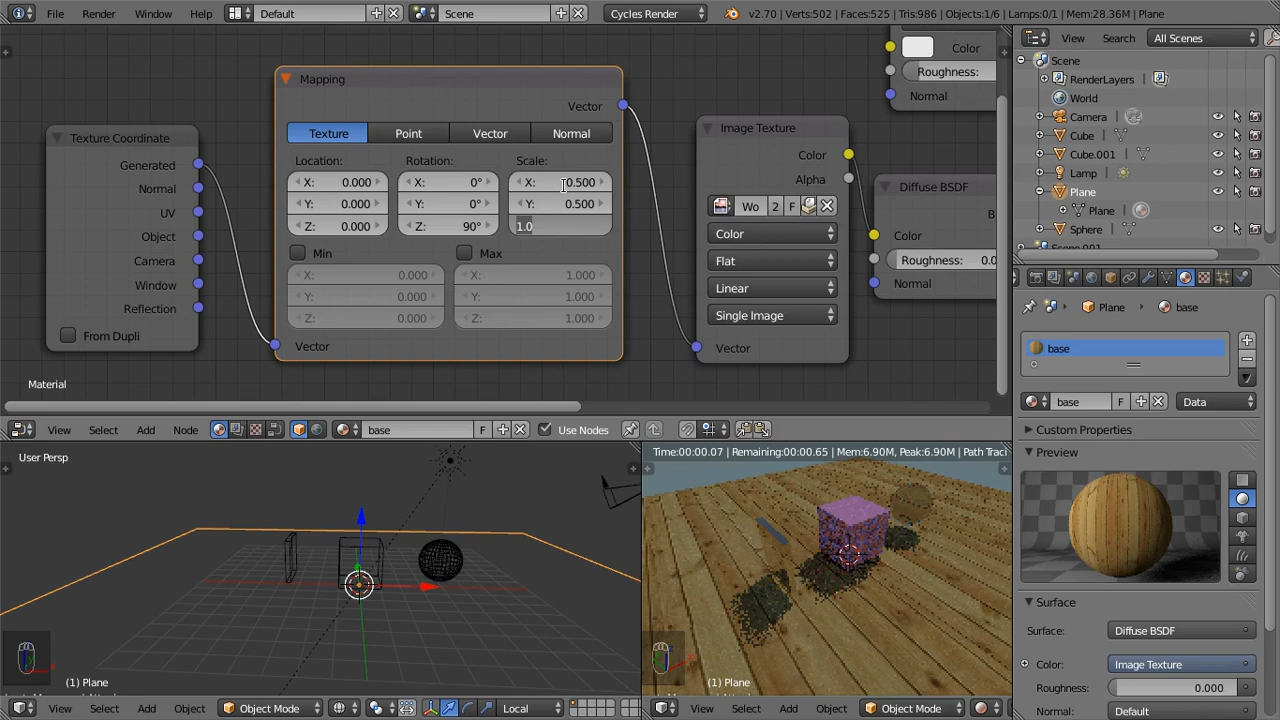 File Render Window Help Default Scene Cycles Render v2.70 | Verts:502 | Faces:525 | Tris:986 | Objects:1/6 | Lamps:0/1 | Mem:28.36M | Plane
Mapping
Vector
Texture Point Vector Normal
Location: Rotation: Scale:
X: 0.000 X: 0° X: 0.500
Y: 0.000 Y: 0° Y: 0.500
Z: 0.000 Z: 90° 1.0
Min Max
X: 0.000 X: 1.000
Y: 0.000 Y: 1.000
Z: 0.000 Z: 1.000
Vector
Texture Coordinate
Generated
Normal
UV
Object
Camera
Window
Reflection
From Dupli
Image Texture
Color
Alpha
Wo 2 F
Color
Flat
Linear
Single Image
Vector
Color
Roughness:
Normal
Diffuse BSDF
B
Color
Roughness: 0.0
Normal
Material
View Select Add Node base F Use Nodes
User Persp
(1) Plane
View Select Add Object Object Mode Local
Time:00:00.07 | Remaining:00:00.65 | Mem:6.90M, Peak:6.90M | Path Traci
(1) Plane
View Select Add Object Object Mode
View Search All Scenes
Scene
RenderLayers
World
Camera
Cube
Cube.001
Lamp
Plane
Plane
Sphere
Scene.001
Plane base
base
base F Data
Custom Properties
Preview
Surface
Surface: Diffuse BSDF
Color: Image Texture
Roughness: 0.000
Normal: Default